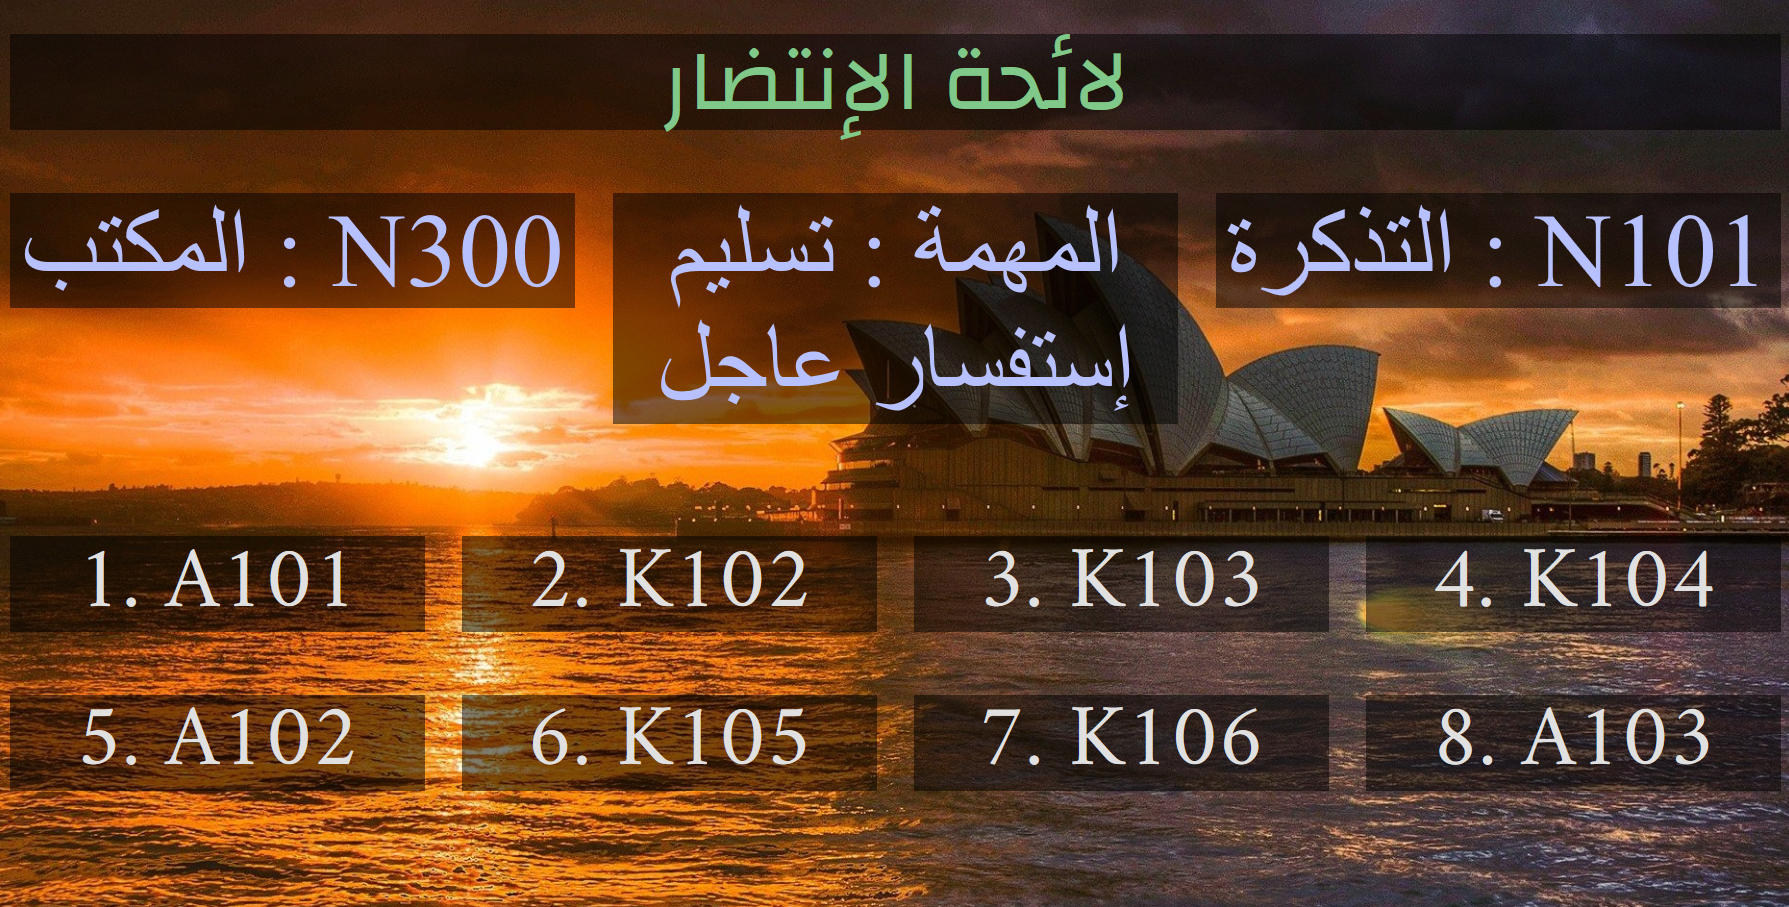 لائحة الإنتضار
التذكرة : N101
المهمة : تسليم
إستفسار عاجل
المكتب : N300
1. A101
2. K102
3. K103
4. K104
5. A102
6. K105
7. K106
8. A103